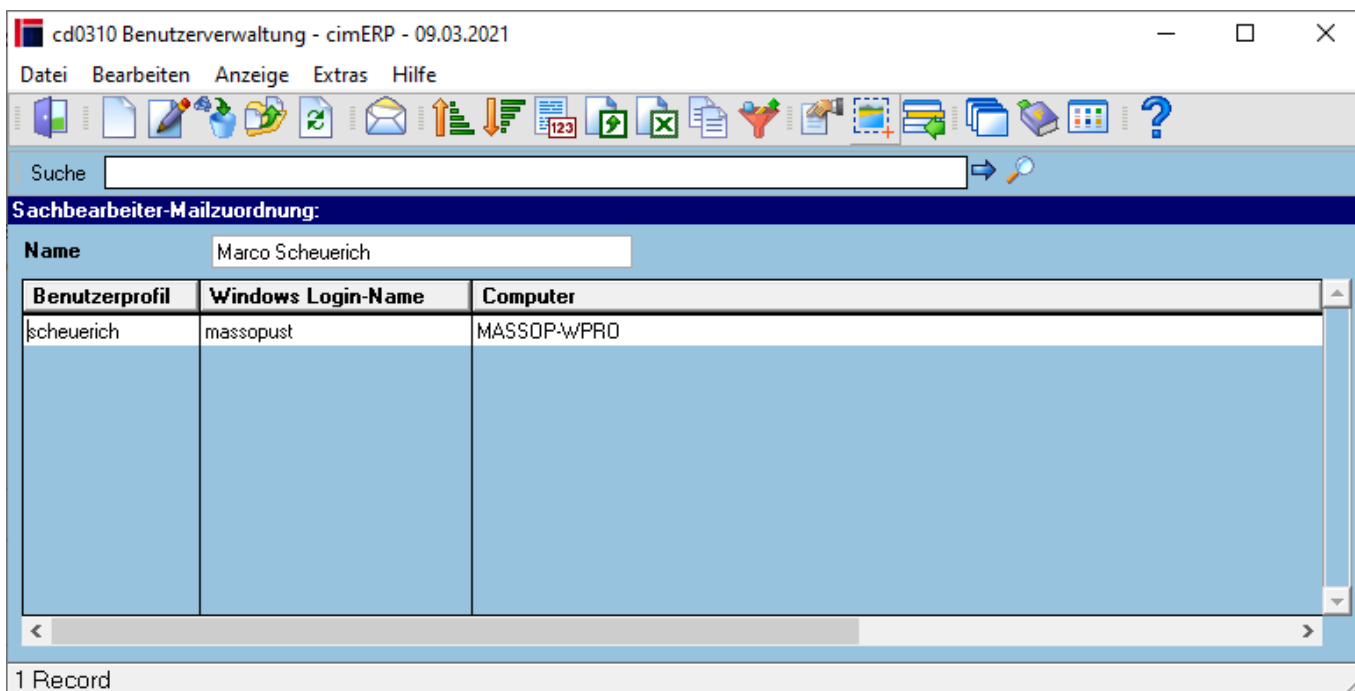 cd0310 Benutzerverwaltung - cimERP - 09.03.2021
Datei Bearbeiten Anzeige Extras Hilfe
123
Suche
Sachbearbeiter-Mailzuordnung:
Name Marco Scheuerich
Benutzerprofil Windows Login-Name Computer
scheuerich massopust MASSOP-WPRO
1 Record